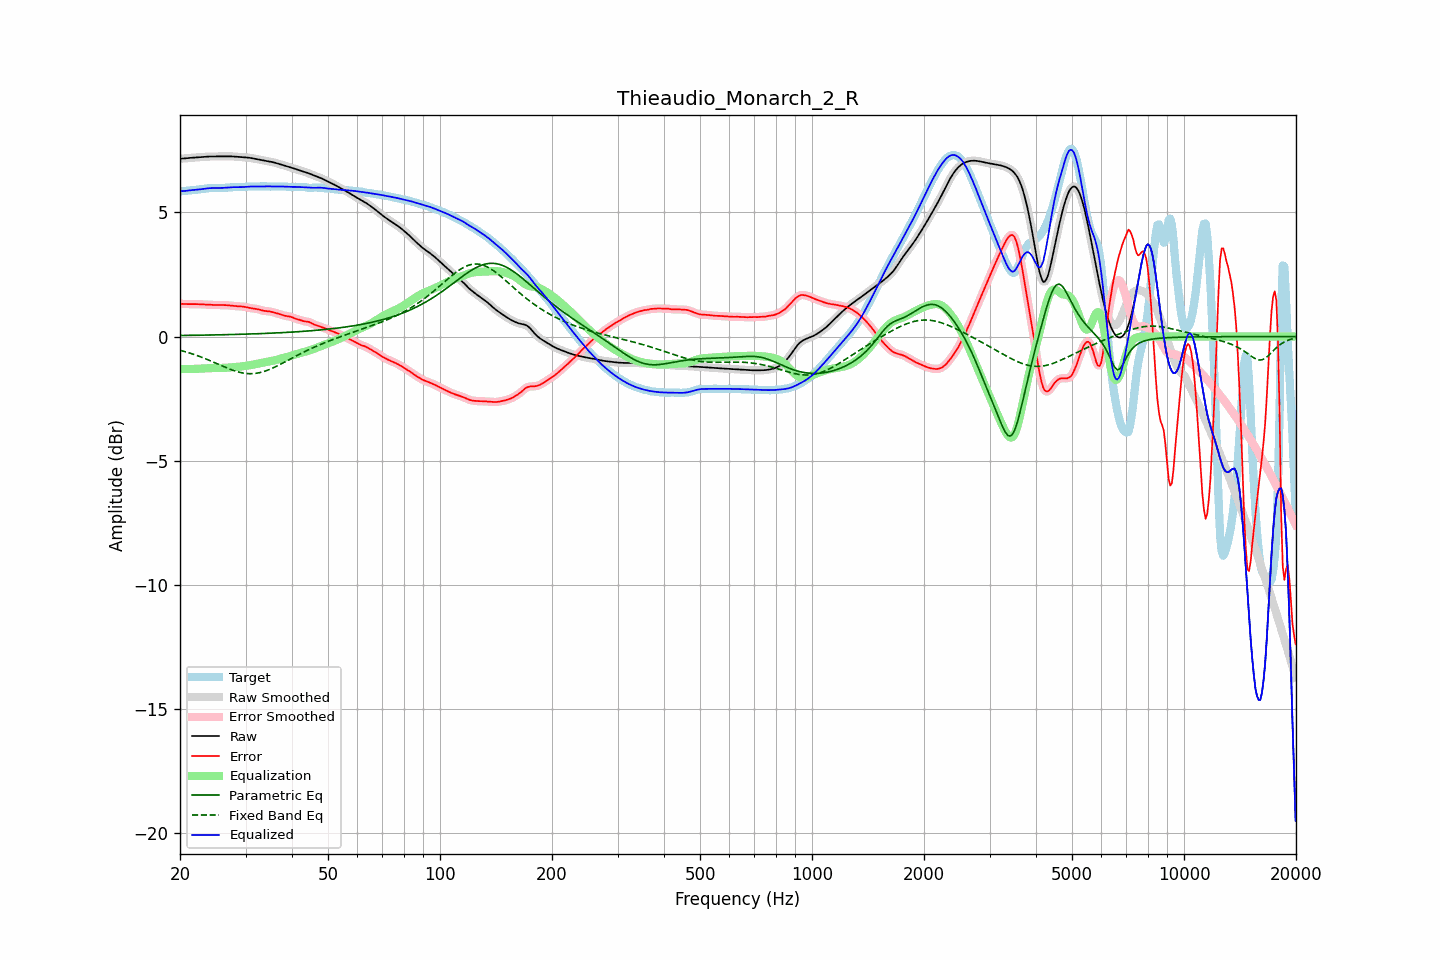 Thieaudio_Monarch_2_R
Amplitude (dBr)
5
0
−5
−10
−15
−20
Target
Raw Smoothed
Error Smoothed
Raw
Error
Equalization
Parametric Eq
Fixed Band Eq
Equalized
20 50 100 200 500 1000 2000 5000 10000 20000
Frequency (Hz)